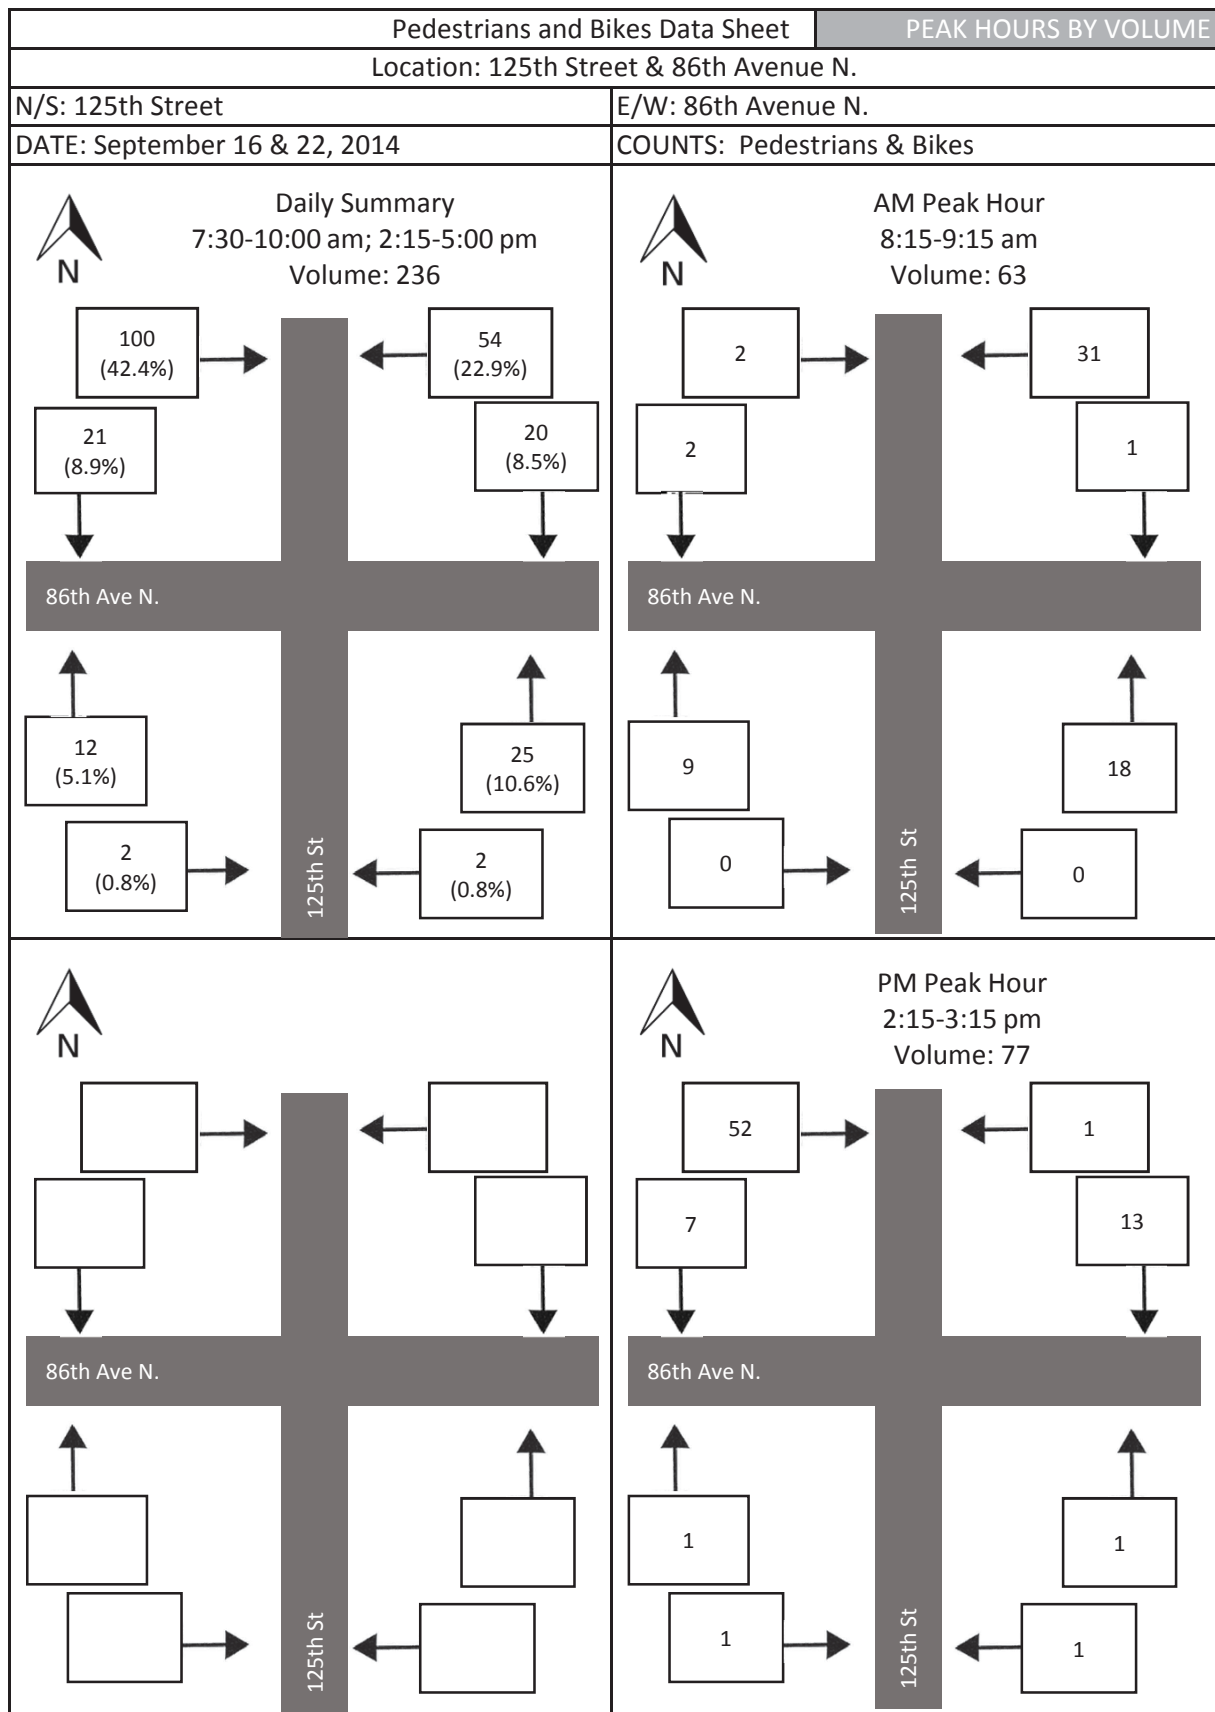 Pedestrians and Bikes Data Sheet
PEAK HOURS BY VOLUME
Location: 125th Street & 86th Avenue N.
N/S: 125th Street
E/W: 86th Avenue N.
DATE: September 16 & 22, 2014
COUNTS: Pedestrians & Bikes
N
Daily Summary
7:30-10:00 am; 2:15-5:00 pm
Volume: 236
100
(42.4%)
54
(22.9%)
21
(8.9%)
20
(8.5%)
86th Ave N.
12
(5.1%)
25
(10.6%)
2
(0.8%)
125th St
2
(0.8%)
N
AM Peak Hour
8:15-9:15 am
Volume: 63
2
31
2
1
86th Ave N.
9
18
0
125th St
0
N
86th Ave N.
125th St
N
PM Peak Hour
2:15-3:15 pm
Volume: 77
52
1
7
13
86th Ave N.
1
1
1
125th St
1